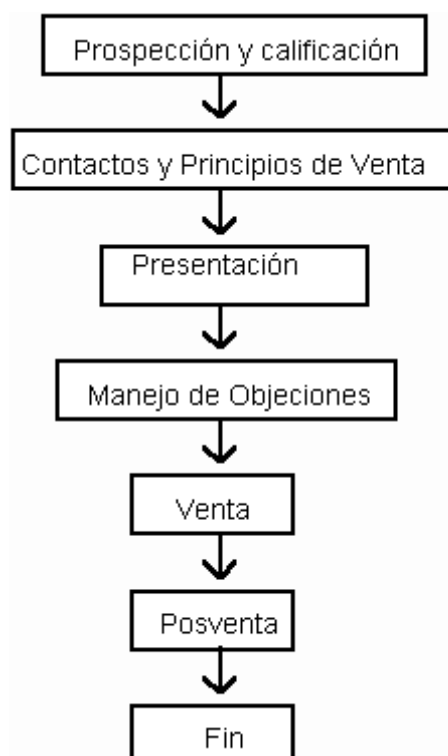 Prospección y calificación
Contactos y Principios de Venta
Presentación
Manejo de Objeciones
Venta
Posventa
Fin